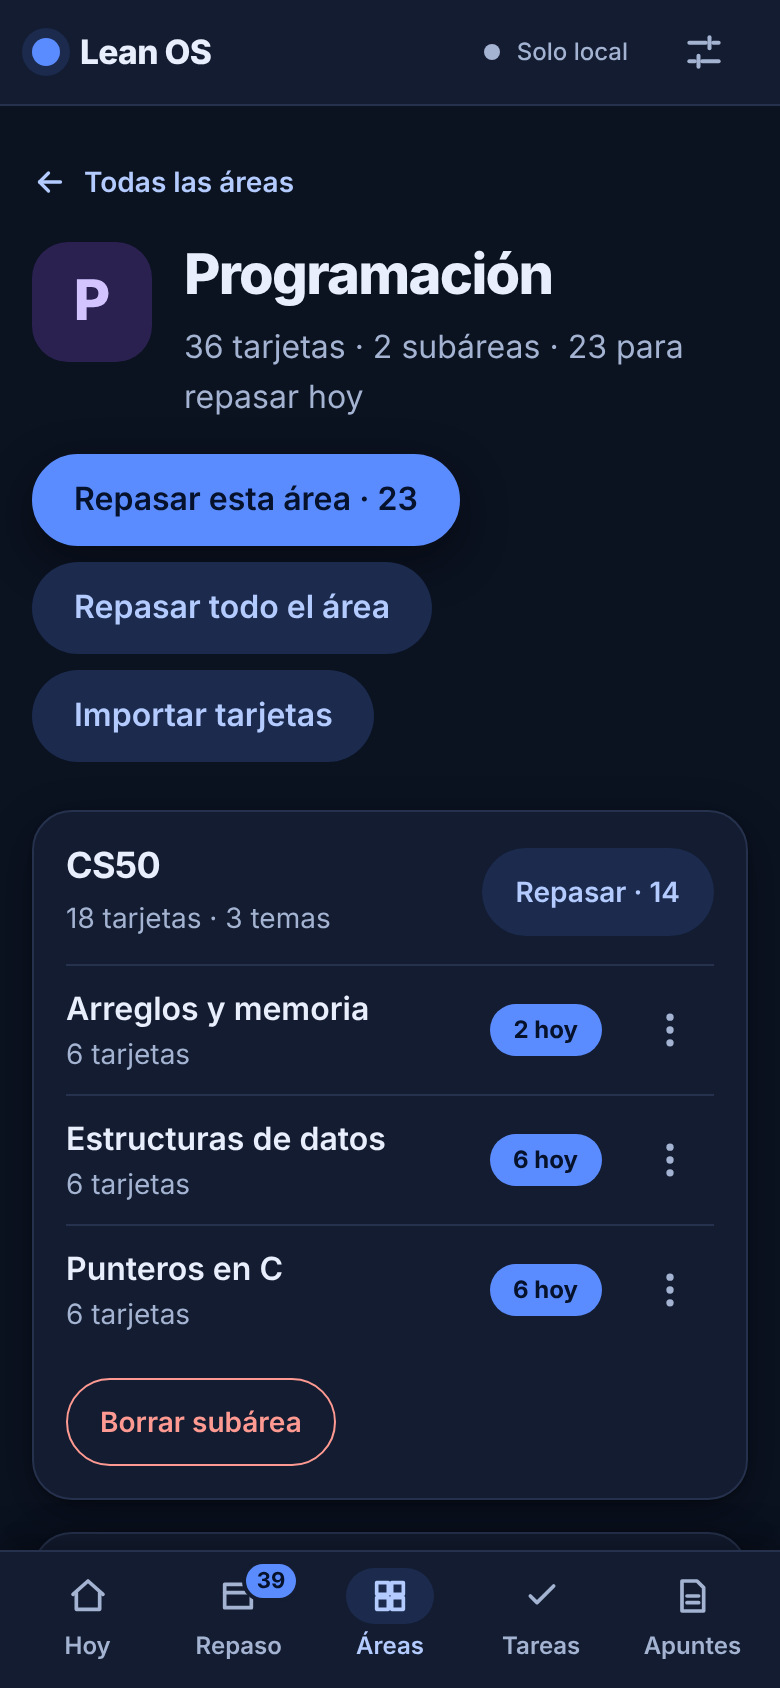 Lean OS
Solo local
Todas las áreas
P
Programación
36 tarjetas · 2 subáreas · 23 para
repasar hoy
Repasar esta área · 23
Repasar todo el área
Importar tarjetas
CS50
18 tarjetas · 3 temas
Repasar · 14
Arreglos y memoria
6 tarjetas
2 hoy
Estructuras de datos
6 tarjetas
6 hoy
Punteros en C
6 tarjetas
6 hoy
Borrar subárea
39
Hoy
Repaso
Áreas
Tareas
Apuntes